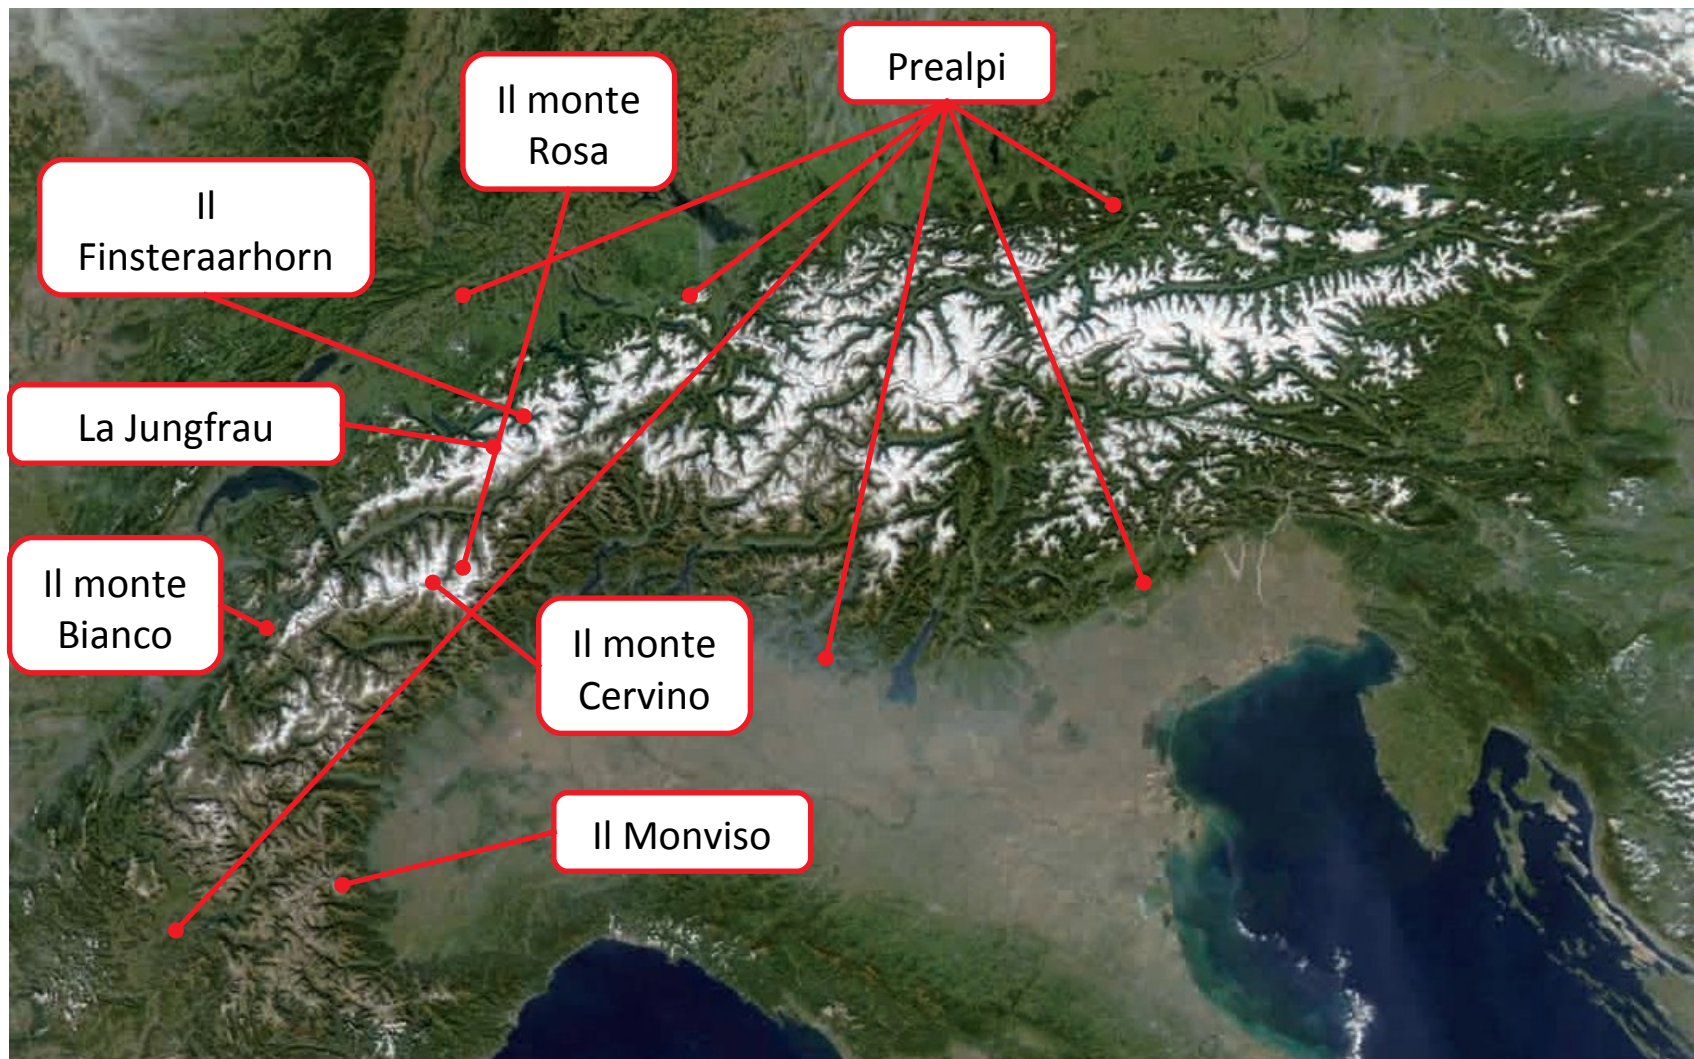 Prealpi
Il monte
Rosa
Il
Finsteraarhorn
La Jungfrau
Il monte
Bianco
Il monte
Cervino
Il Monviso